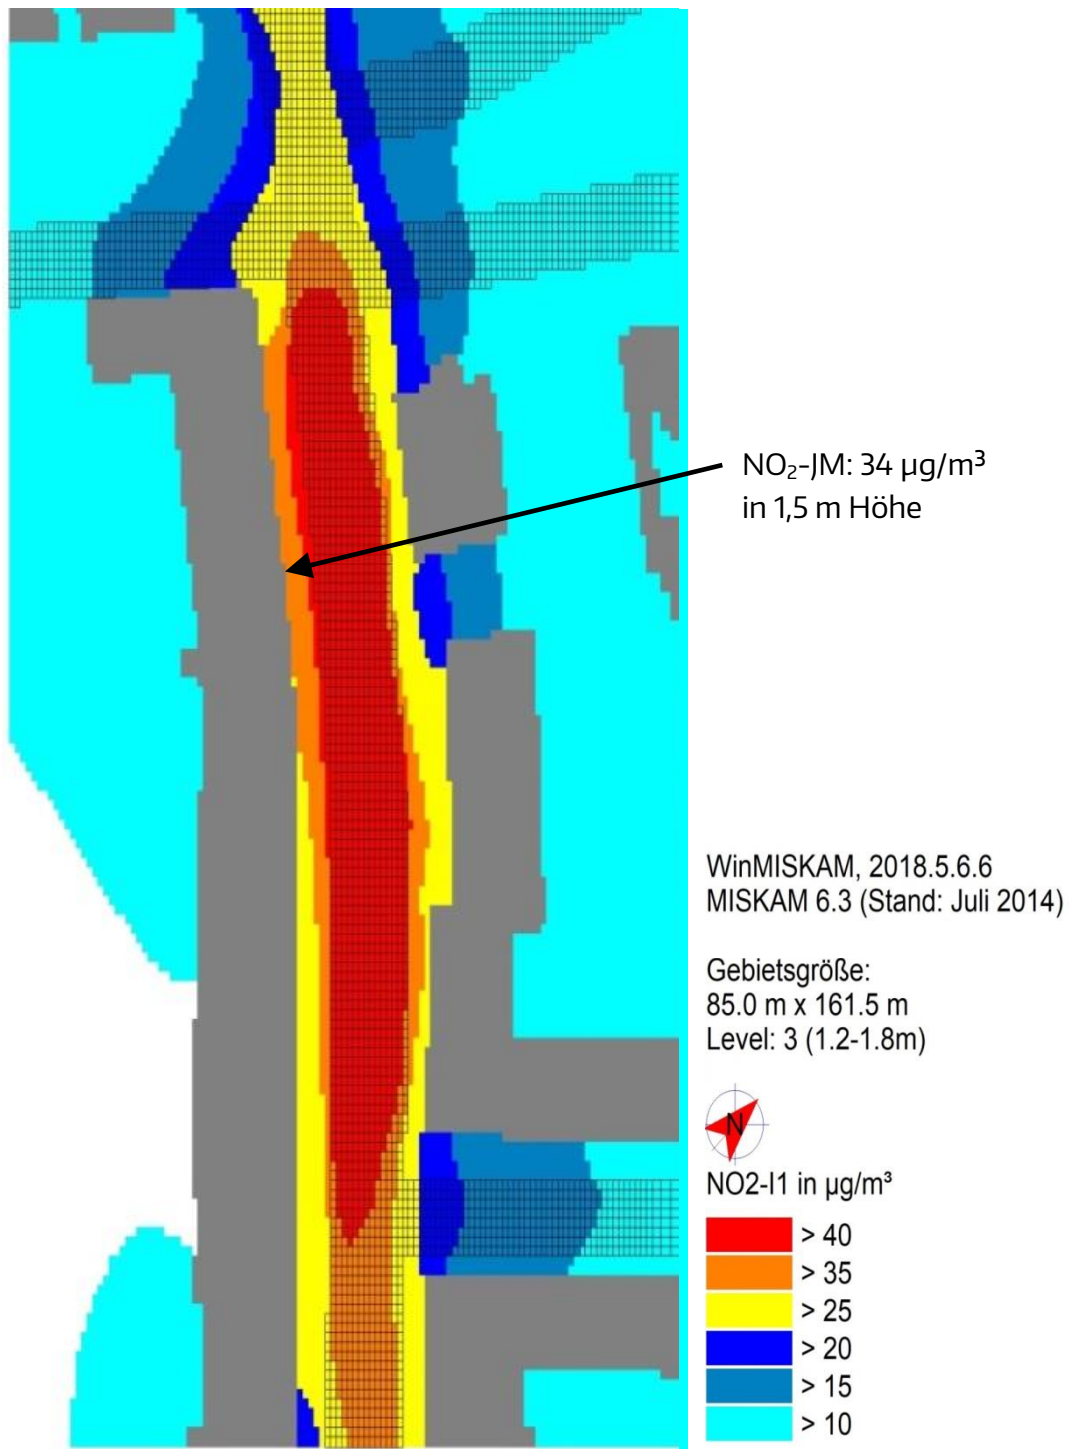 NO₂-JM: 34 µg/m³
in 1,5 m Höhe
WinMISKAM, 2018.5.6.6
MISKAM 6.3 (Stand: Juli 2014)
Gebietsgröße:
85.0 m x 161.5 m
Level: 3 (1.2-1.8m)
N
NO2-I1 in µg/m³
> 40
> 35
> 25
> 20
> 15
> 10